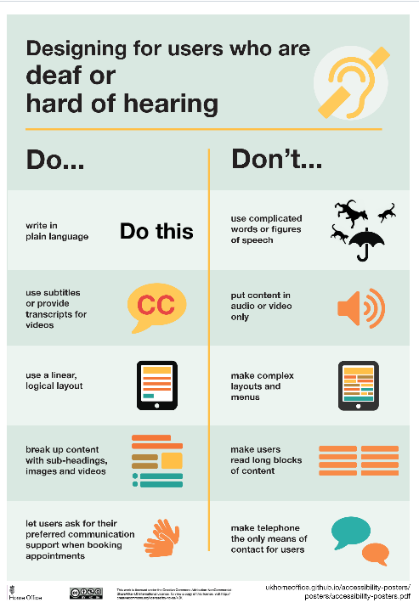 Designing for users who are
deaf or
hard of hearing
Do...
Don't...
write in
plain language
Do this
use complicated
words or figures
of speech
use subtitles
or provide
transcripts for
videos
CC
put content in
audio or video
only
use a linear,
logical layout
make complex
layouts and
menus
break up content
with sub-headings,
images and videos
make users
read long blocks
of content
let users ask for their
preferred communication
support when booking
appointments
make telephone
the only means of
contact for users
Home Office
ukhomeoffice.github.io/accessibility-posters/
posters/accessibility-posters.pdf